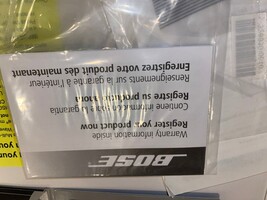 BOSE
Register your product now
Warranty information inside
Registre su producto
Contiene información de la garantía
Enregistrez votre produit dès maintenant
Renseignements sur la garantie à l'intérieur